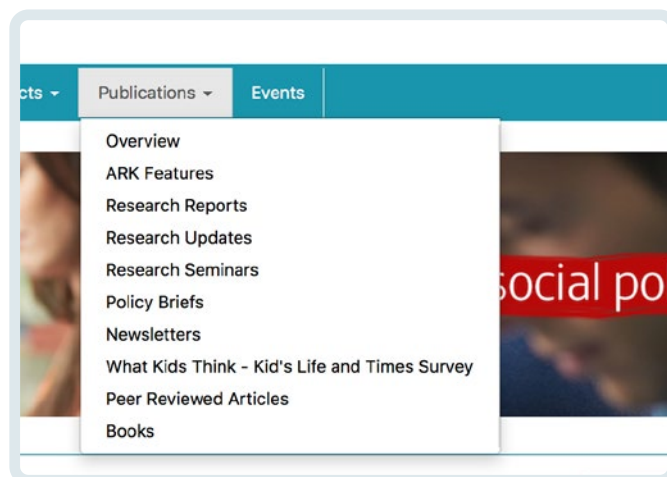 cts Publications Events
Overview
ARK Features
Research Reports
Research Updates
Research Seminars
social po
Policy Briefs
Newsletters
What Kids Think - Kid's Life and Times Survey
Peer Reviewed Articles
Books